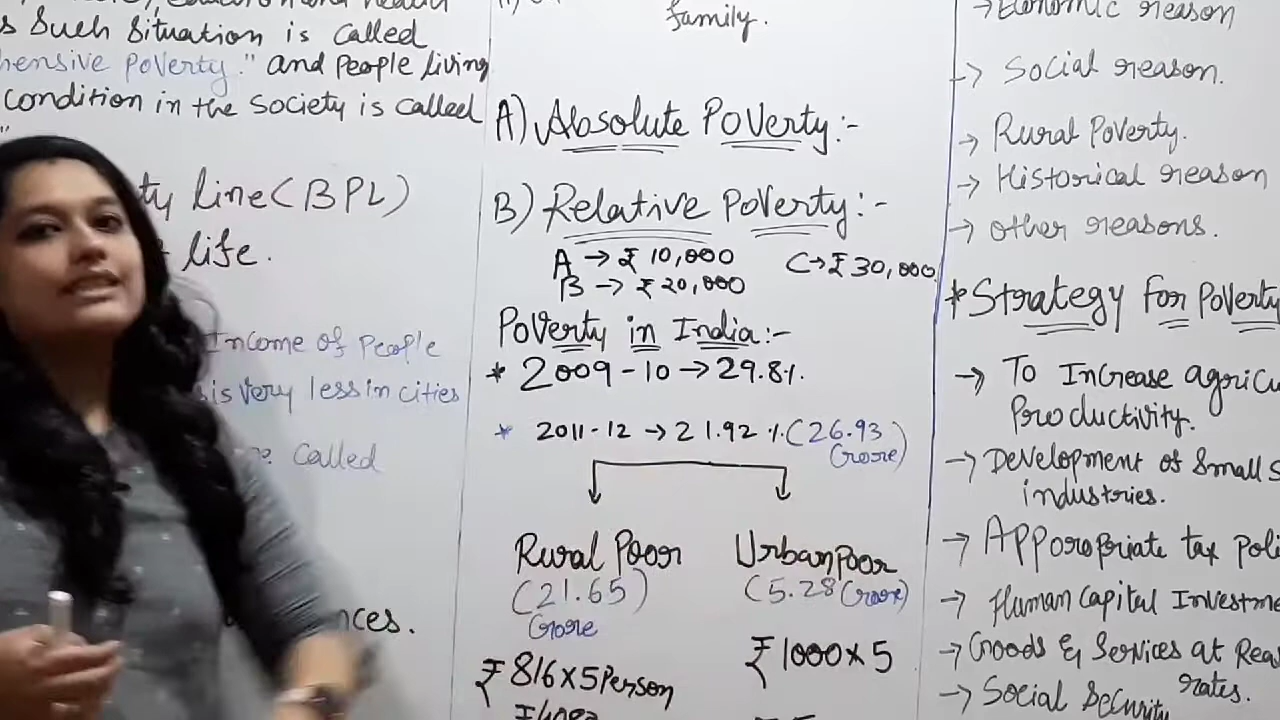 s Such Situation is called
hensive Poverty." and People living
condition in the Society is called
ty line (BPL)
life.
Income of People
is very less in cities
called
nces.
family.
A) Absolute Poverty:-
B) Relative Poverty:-
A → ₹ 10,000 C → ₹ 30,000
B → ₹ 20,000
Poverty in India:-
* 2009-10 → 29.8%.
* 2011-12 → 21.92 % (26.93
Crore)
Rural Poor Urban poor
(21.65) (5.28 Crore)
Crore
₹ 816 x 5 Person ₹ 1000 x 5
→ Economic reason
→ Social reason.
→ Rural Poverty.
→ Historical reason
→ other reasons.
* Strategy for Poverty
→ To Increase agricu
Productivity.
→ Development of Small S
industries.
→ Apporopriate tax poli
→ Human Capital Investme
→ Goods & Services at Rea
rates.
→ Social Security